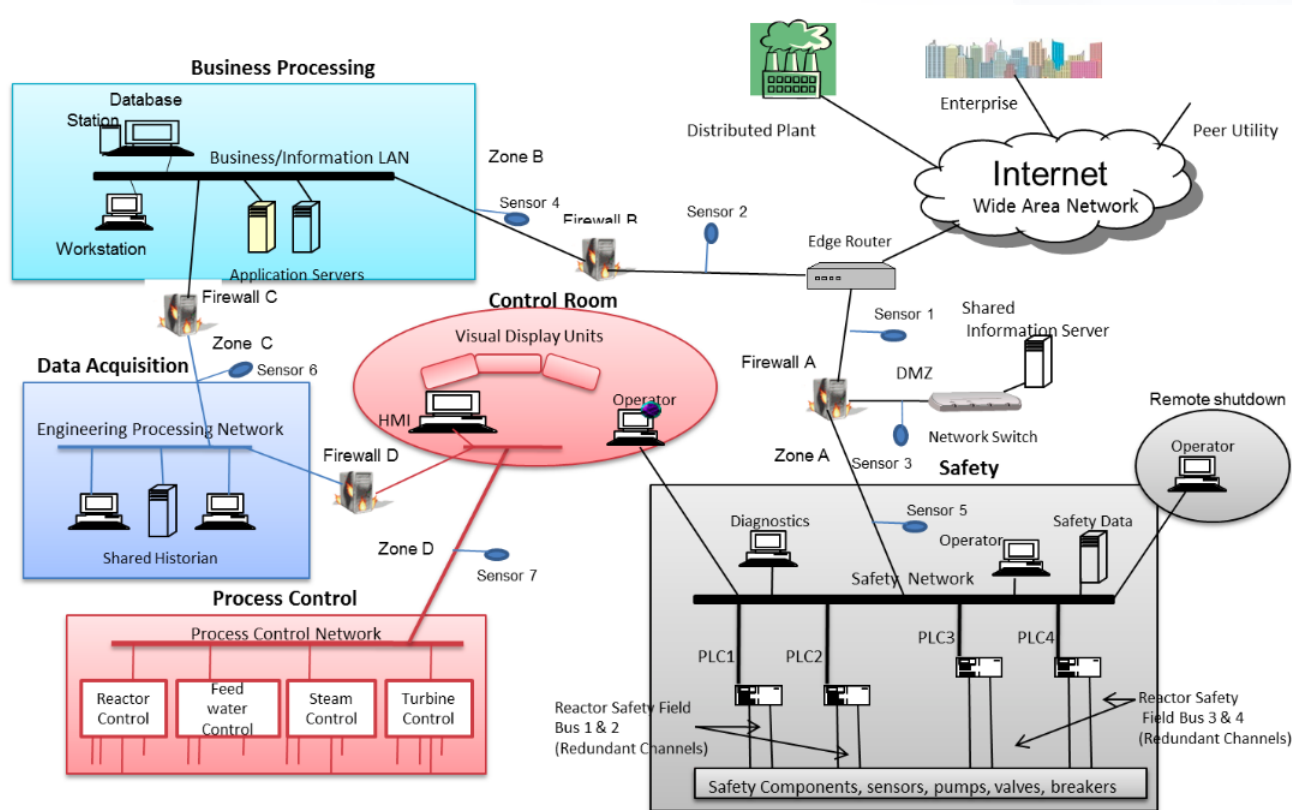 Business Processing
Database
Station
Business/Information LAN
Workstation
Application Servers
Zone B
Sensor 4
Firewall B
Sensor 2
Distributed Plant
Enterprise
Peer Utility
Internet
Wide Area Network
Edge Router
Firewall C
Zone C
Sensor 6
Control Room
Visual Display Units
HMI
Operator
Sensor 1
Shared
Information Server
Firewall A
DMZ
Network Switch
Zone A
Sensor 3
Data Acquisition
Engineering Processing Network
Shared Historian
Firewall D
Zone D
Sensor 7
Remote shutdown
Operator
Safety
Diagnostics
Sensor 5
Operator
Safety Data
Safety Network
PLC1
PLC2
PLC3
PLC4
Process Control
Process Control Network
Reactor
Control
Feed
water
Control
Steam
Control
Turbine
Control
Reactor Safety Field
Bus 1 & 2
(Redundant Channels)
Reactor Safety
Field Bus 3 & 4
(Redundant Channels)
Safety Components, sensors, pumps, valves, breakers